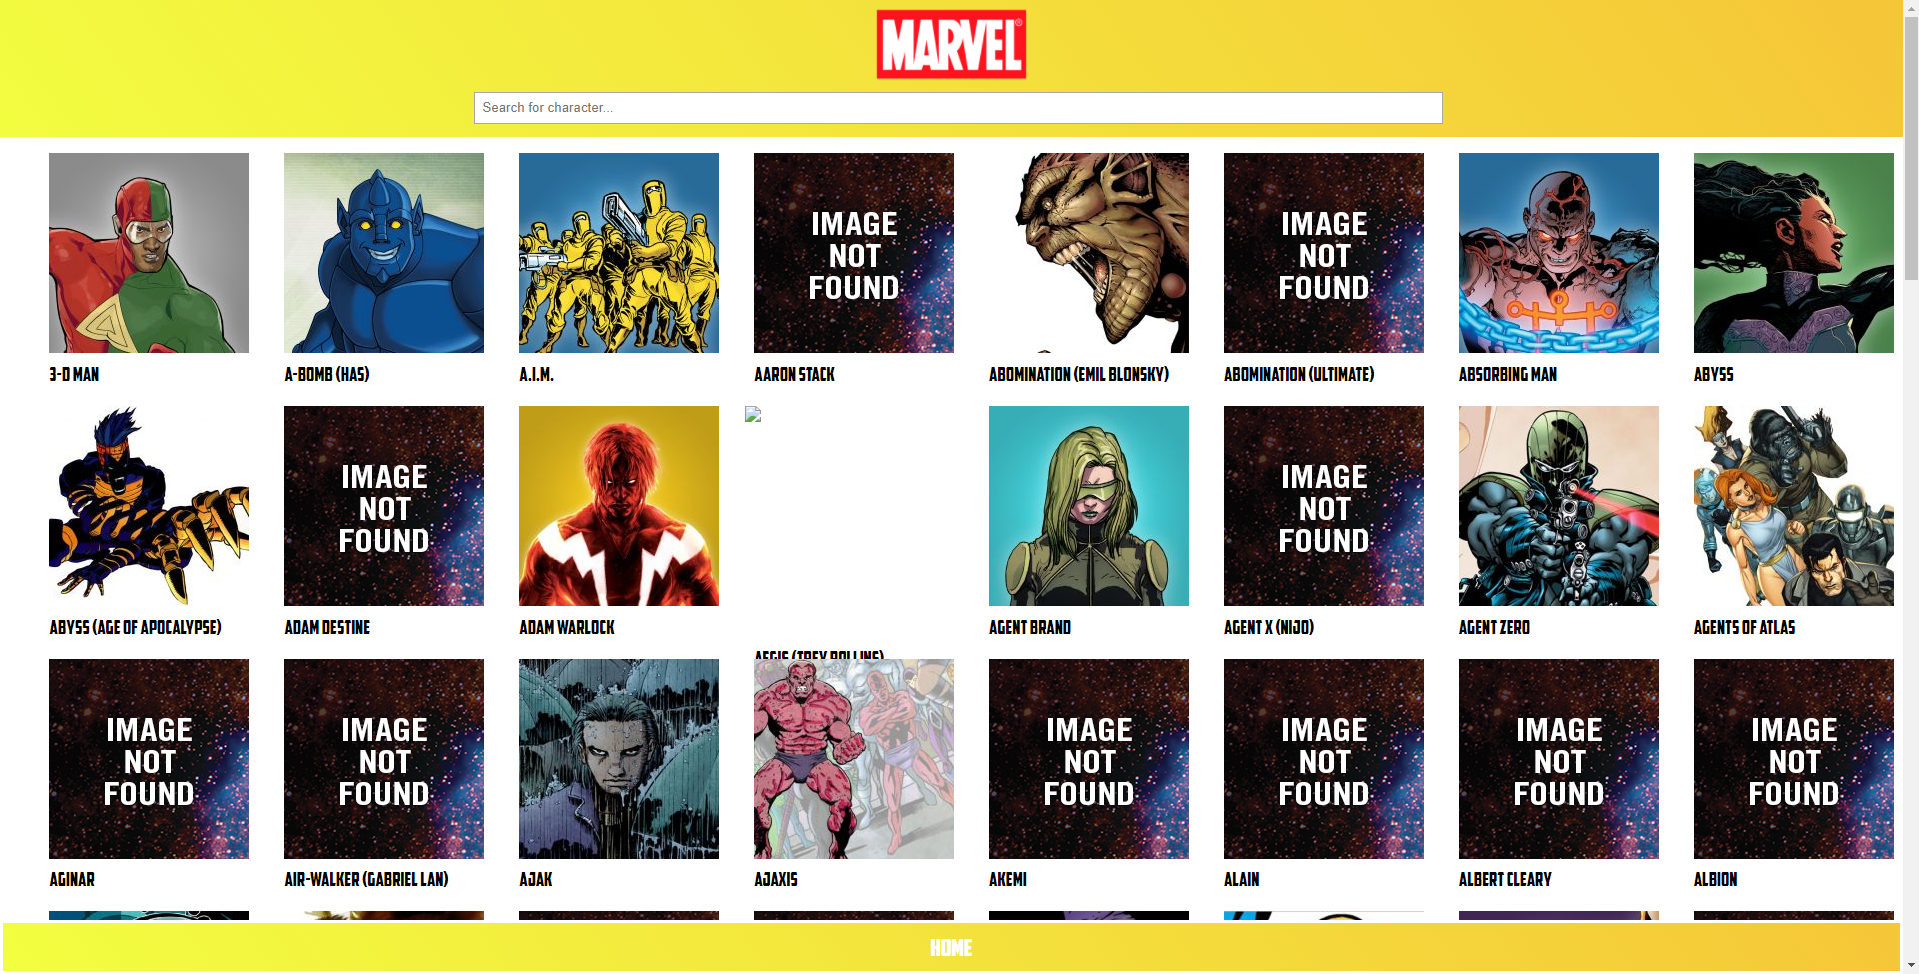 MARVEL
Search for character...
IMAGE
NOT
FOUND
IMAGE
NOT
FOUND
3-D MAN
A-BOMB (HAS)
A.I.M.
AARON STACK
ABOMINATION (EMIL BLONSKY)
ABOMINATION (ULTIMATE)
ABSORBING MAN
ABYSS
IMAGE
NOT
FOUND
IMAGE
NOT
FOUND
ABYSS (AGE OF APOCALYPSE)
ADAM DESTINE
ADAM WARLOCK
AEGIS (TREY ROLLINS)
AGENT BRAND
AGENT X (NIJO)
AGENT ZERO
AGENTS OF ATLAS
IMAGE
NOT
FOUND
IMAGE
NOT
FOUND
IMAGE
NOT
FOUND
IMAGE
NOT
FOUND
IMAGE
NOT
FOUND
IMAGE
NOT
FOUND
AGINAR
AIR-WALKER (GABRIEL LAN)
AJAK
AJAXIS
AKEMI
ALAIN
ALBERT CLEARY
ALBION
HOME